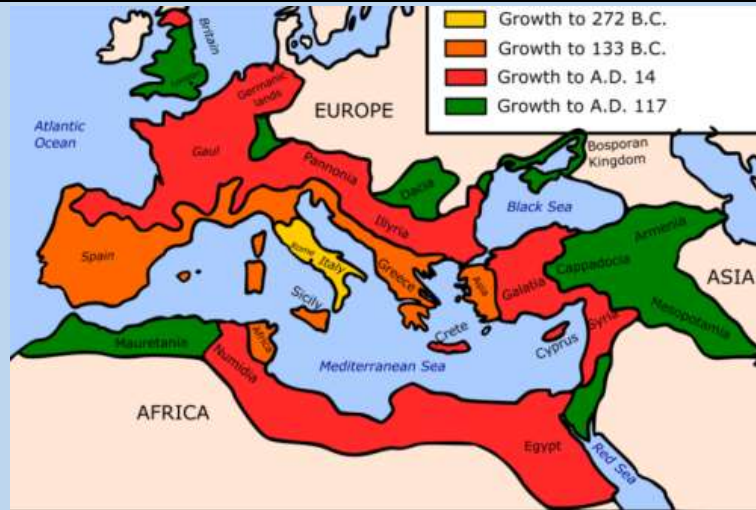 Growth to 272 B.C.
Growth to 133 B.C.
Growth to A.D. 14
Growth to A.D. 117
Britain
Germanic
lands
EUROPE
Atlantic
Ocean
Gaul
Pannonia
Bosporan
Kingdom
Dacia
Black Sea
Illyria
Armenia
Spain
Rome
Italy
Greece
Asia
Galatia
Cappadocia
ASIA
Sicily
Mesopotamia
Syria
Crete
Cyprus
Mauretania
Africa
Numidia
Mediterranean Sea
AFRICA
Egypt
Red Sea